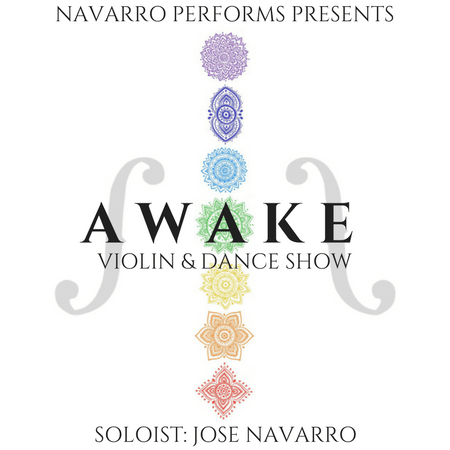 NAVARRO PERFORMS PRESENTS
AWAKE
VIOLIN & DANCE SHOW
SOLOIST: JOSE NAVARRO